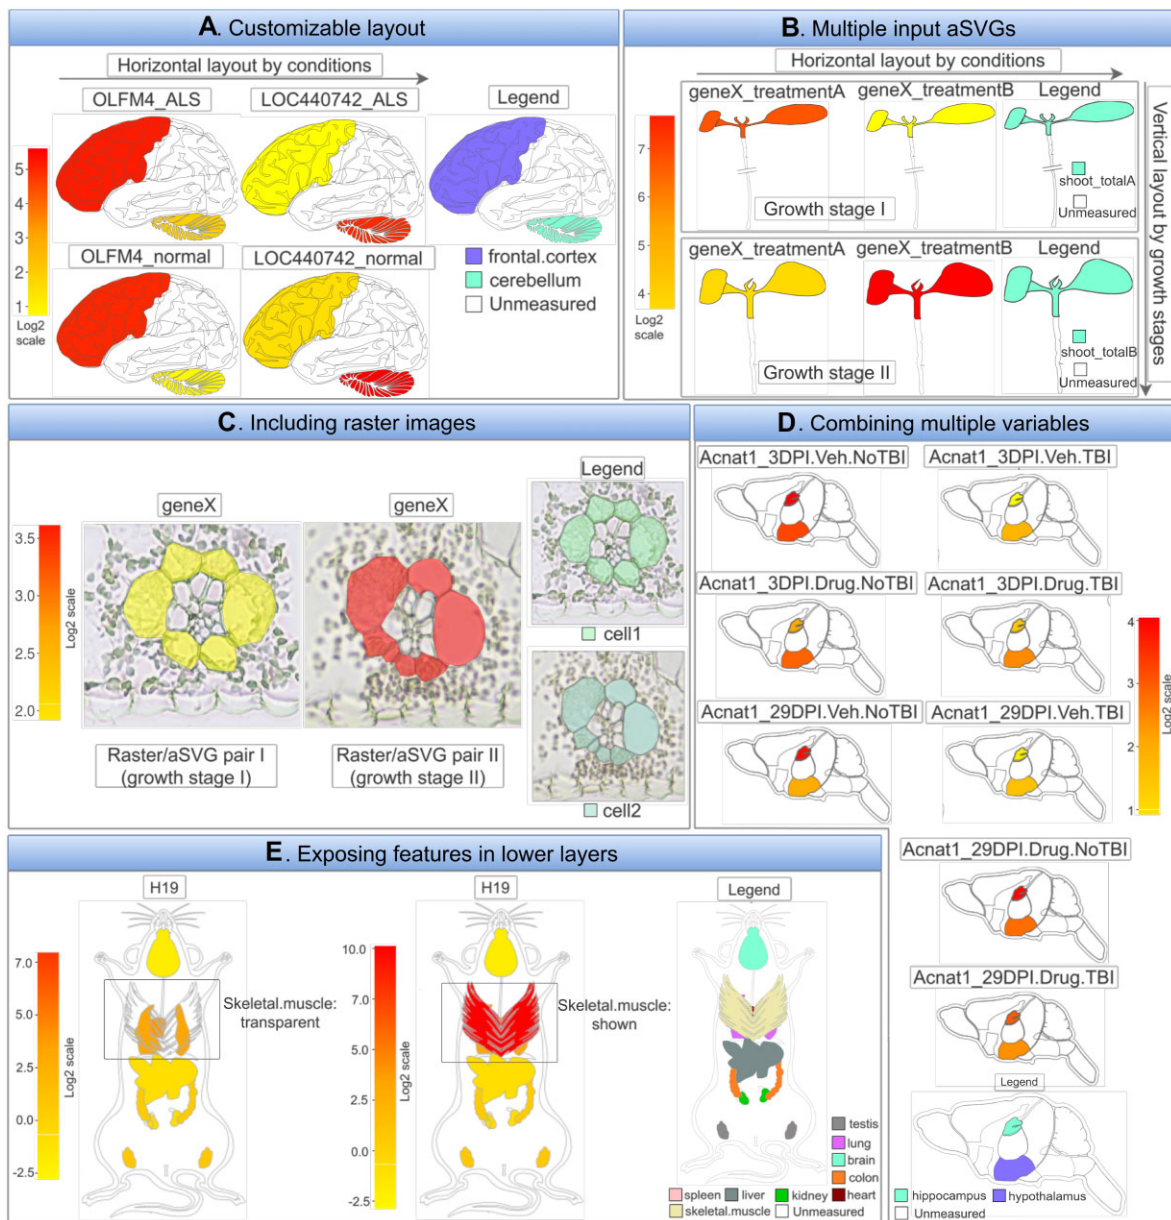 A. Customizable layout
Horizontal layout by conditions
OLFM4_ALS
LOC440742_ALS
Legend
5
4
3
2
1
Log2
scale
OLFM4_normal
LOC440742_normal
frontal.cortex
cerebellum
Unmeasured
B. Multiple input aSVGs
Horizontal layout by conditions
geneX_treatmentA
geneX_treatmentB
Legend
7
6
5
4
Log2
scale
shoot_totalA
Unmeasured
Growth stage I
geneX_treatmentA
geneX_treatmentB
Legend
shoot_totalB
Unmeasured
Growth stage II
Vertical layout by growth stages
C. Including raster images
geneX
geneX
Legend
3.5
3.0
2.5
2.0
Log2 scale
cell1
cell2
Raster/aSVG pair I
(growth stage I)
Raster/aSVG pair II
(growth stage II)
D. Combining multiple variables
Acnat1_3DPI.Veh.NoTBI
Acnat1_3DPI.Veh.TBI
Acnat1_3DPI.Drug.NoTBI
Acnat1_3DPI.Drug.TBI
Acnat1_29DPI.Veh.NoTBI
Acnat1_29DPI.Veh.TBI
4
3
2
1
Log2 scale
Acnat1_29DPI.Drug.NoTBI
Acnat1_29DPI.Drug.TBI
Legend
hippocampus
hypothalamus
Unmeasured
E. Exposing features in lower layers
H19
H19
Legend
7.5
5.0
2.5
0.0
-2.5
Log2 scale
Skeletal.muscle:
transparent
10.0
7.5
5.0
2.5
0.0
-2.5
Log2 scale
Skeletal.muscle:
shown
testis
lung
brain
colon
spleen
liver
kidney
heart
skeletal.muscle
Unmeasured